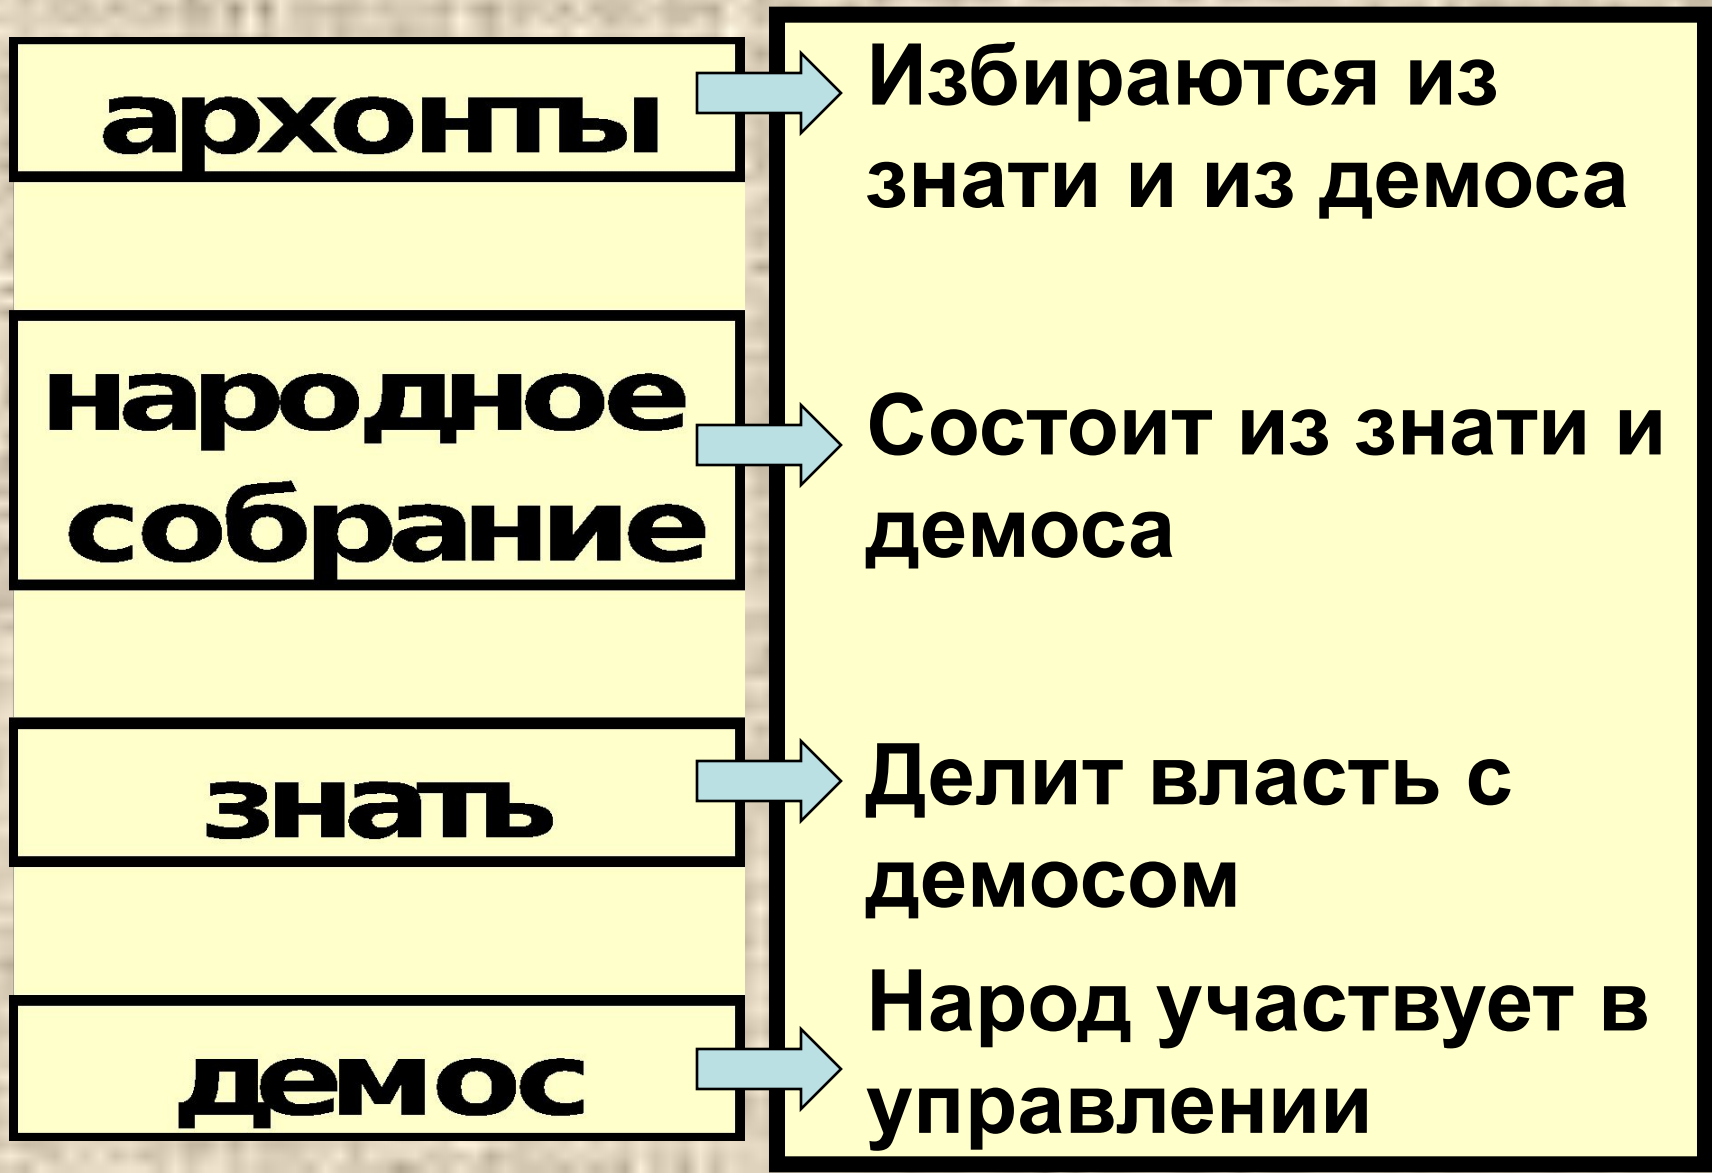 архонты
Избираются из
знати и из демоса
народное
собрание
Состоит из знати и
демоса
знать
Делит власть с
демосом
демос
Народ участвует в
управлении